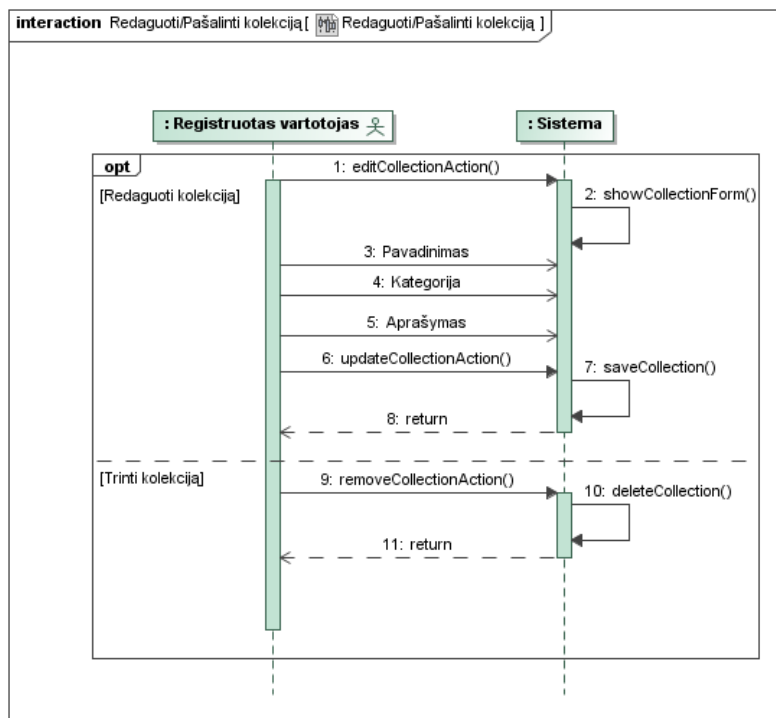 interaction Redaguoti/Pašalinti kolekciją[ Redaguoti/Pašalinti kolekciją ]
: Registruotas vartotojas
: Sistema
opt
1: editCollectionAction()
[Redaguoti kolekciją]
2: showCollectionForm()
3: Pavadinimas
4: Kategorija
5: Aprašymas
6: updateCollectionAction()
7: saveCollection()
8: return
[Trinti kolekciją]
9: removeCollectionAction()
10: deleteCollection()
11: return